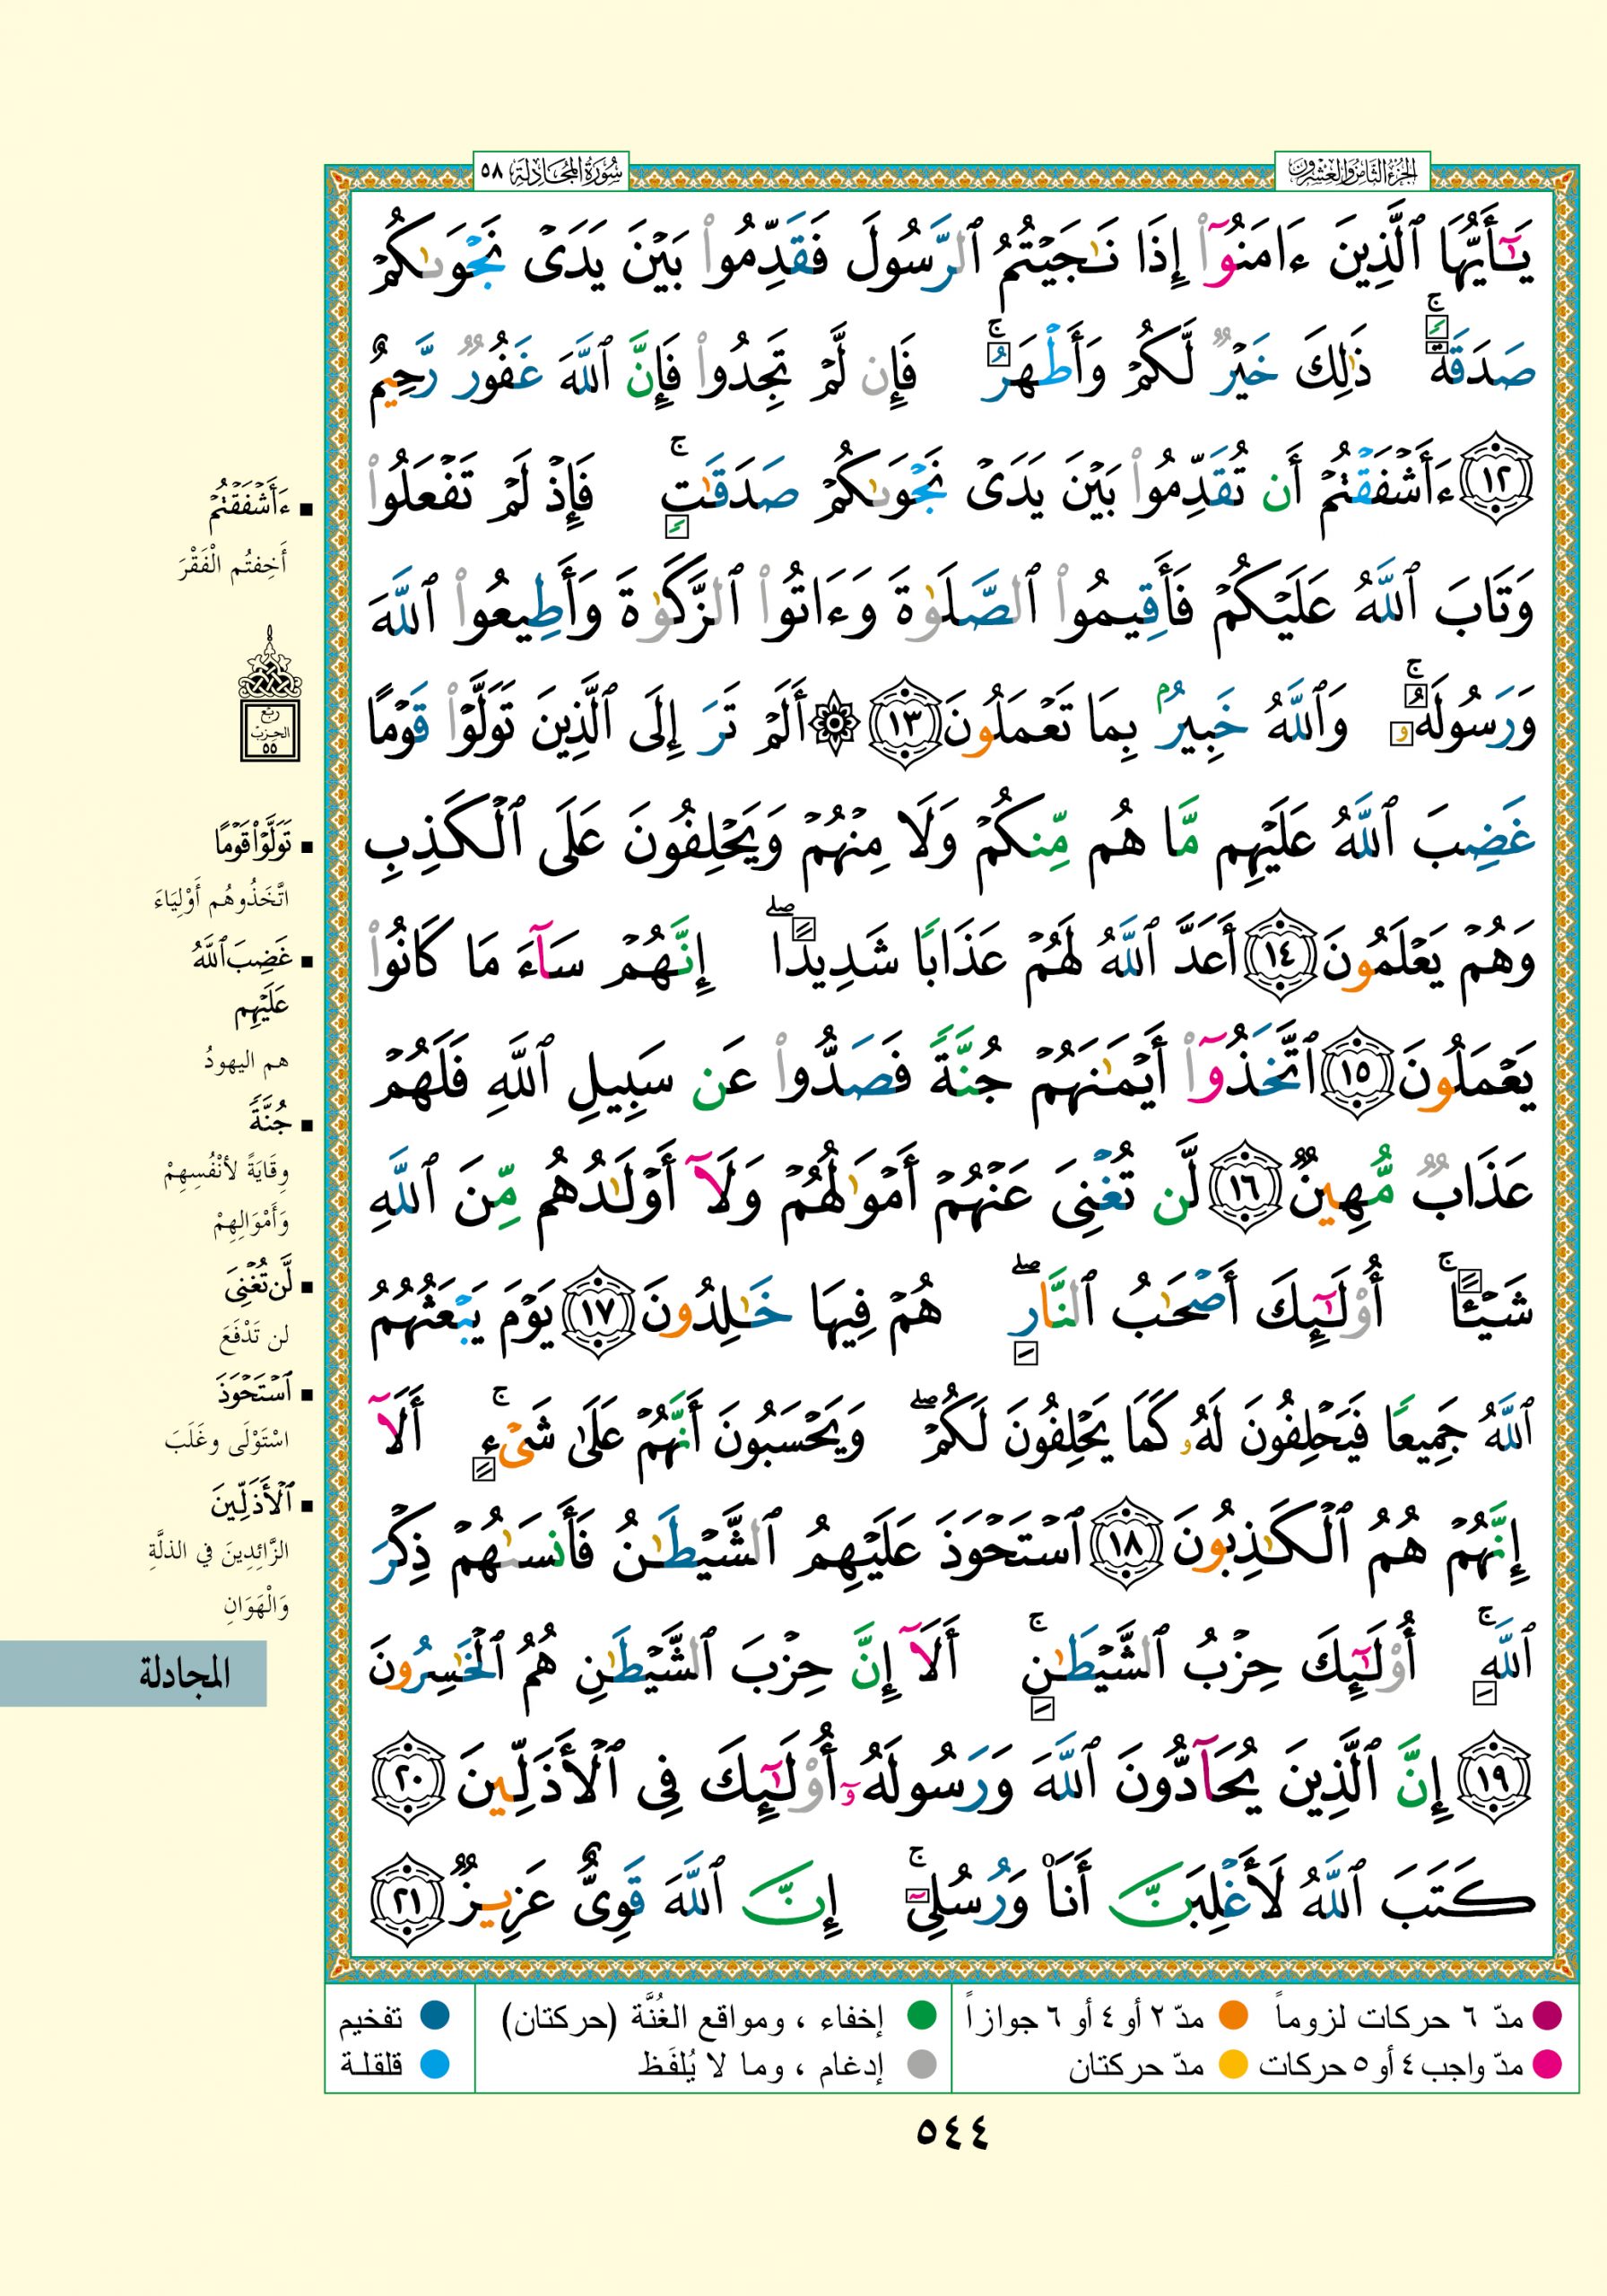 الجزء الثامن والعشرون
سورة المجادلة ٥٨
يَٰٓأَيُّهَا ٱلَّذِينَ ءَامَنُوٓا۟ إِذَا نَٰجَيْتُمُ ٱلرَّسُولَ فَقَدِّمُوا۟ بَيْنَ يَدَىْ نَجْوَىٰكُمْ
صَدَقَةً ۚ ذَٰلِكَ خَيْرٌ لَّكُمْ وَأَطْهَرُ ۚ فَإِن لَّمْ تَجِدُوا۟ فَإِنَّ ٱللَّهَ غَفُورٌ رَّحِيمٌ
١٢ ءَأَشْفَقْتُمْ أَن تُقَدِّمُوا۟ بَيْنَ يَدَىْ نَجْوَىٰكُمْ صَدَقَٰتٍ ۚ فَإِذْ لَمْ تَفْعَلُوا۟
وَتَابَ ٱللَّهُ عَلَيْكُمْ فَأَقِيمُوا۟ ٱلصَّلَوٰةَ وَءَاتُوا۟ ٱلزَّكَوٰةَ وَأَطِيعُوا۟ ٱللَّهَ
وَرَسُولَهُۥ ۚ وَٱللَّهُ خَبِيرٌۢ بِمَا تَعْمَلُونَ ١٣ ۞ أَلَمْ تَرَ إِلَى ٱلَّذِينَ تَوَلَّوْا۟ قَوْمًا
غَضِبَ ٱللَّهُ عَلَيْهِم مَّا هُم مِّنكُمْ وَلَا مِنْهُمْ وَيَحْلِفُونَ عَلَى ٱلْكَذِبِ
وَهُمْ يَعْلَمُونَ ١٤ أَعَدَّ ٱللَّهُ لَهُمْ عَذَابًا شَدِيدًا ۖ إِنَّهُمْ سَآءَ مَا كَانُوا۟
يَعْمَلُونَ ١٥ ٱتَّخَذُوٓا۟ أَيْمَٰنَهُمْ جُنَّةً فَصَدُّوا۟ عَن سَبِيلِ ٱللَّهِ فَلَهُمْ
عَذَابٌ مُّهِينٌ ١٦ لَّن تُغْنِىَ عَنْهُمْ أَمْوَٰلُهُمْ وَلَآ أَوْلَٰدُهُم مِّنَ ٱللَّهِ
شَيْـًٔا ۚ أُو۟لَٰٓئِكَ أَصْحَٰبُ ٱلنَّارِ ۖ هُمْ فِيهَا خَٰلِدُونَ ١٧ يَوْمَ يَبْعَثُهُمُ
ٱللَّهُ جَمِيعًا فَيَحْلِفُونَ لَهُۥ كَمَا يَحْلِفُونَ لَكُمْ ۖ وَيَحْسَبُونَ أَنَّهُمْ عَلَىٰ شَىْءٍ ۚ أَلَآ
إِنَّهُمْ هُمُ ٱلْكَٰذِبُونَ ١٨ ٱسْتَحْوَذَ عَلَيْهِمُ ٱلشَّيْطَٰنُ فَأَنسَىٰهُمْ ذِكْرَ
ٱللَّهِ ۚ أُو۟لَٰٓئِكَ حِزْبُ ٱلشَّيْطَٰنِ ۚ أَلَآ إِنَّ حِزْبَ ٱلشَّيْطَٰنِ هُمُ ٱلْخَٰسِرُونَ
١٩ إِنَّ ٱلَّذِينَ يُحَآدُّونَ ٱللَّهَ وَرَسُولَهُۥٓ أُو۟لَٰٓئِكَ فِى ٱلْأَذَلِّينَ ٢٠
كَتَبَ ٱللَّهُ لَأَغْلِبَنَّ أَنَا۠ وَرُسُلِىٓ ۚ إِنَّ ٱللَّهَ قَوِىٌّ عَزِيزٌ ٢١
ءَأَشْفَقْتُمْ
أَخِفتُم الْفَقْرَ
ربع
الحزب
٥٥
تَوَلَّوْا۟ قَوْمًا
اتَّخَذُوهُم أَوْلِيَاءَ
غَضِبَ ٱللَّهُ
عَلَيْهِم
هم اليهودُ
جُنَّةً
وِقَايَةً لأنْفُسِهِمْ
وَأَمْوَالِهِمْ
لَّن تُغْنِىَ
لن تَدْفَعَ
ٱسْتَحْوَذَ
اسْتَوْلَى وغَلَبَ
ٱلْأَذَلِّينَ
الزَّائِدِينَ في الذلَّةِ
وَالْهَوَانِ
المجادلة
مدّ ٦ حركات لزوماً
مدّ ٢ أو ٤ أو ٦ جوازاً
إخفاء ، ومواقع الغُنَّة (حركتان)
تفخيم
مدّ واجب ٤ أو ٥ حركات
مدّ حركتان
إدغام ، وما لا يُلفَظ
قلقلة
٥٤٤